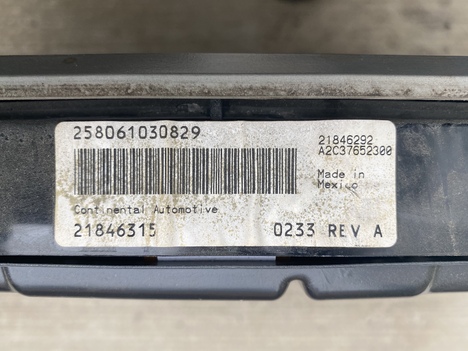 258061030829
21846292
A2C37652300
Made in
Mexico
Continental Automotive
21846315
0233 REV A